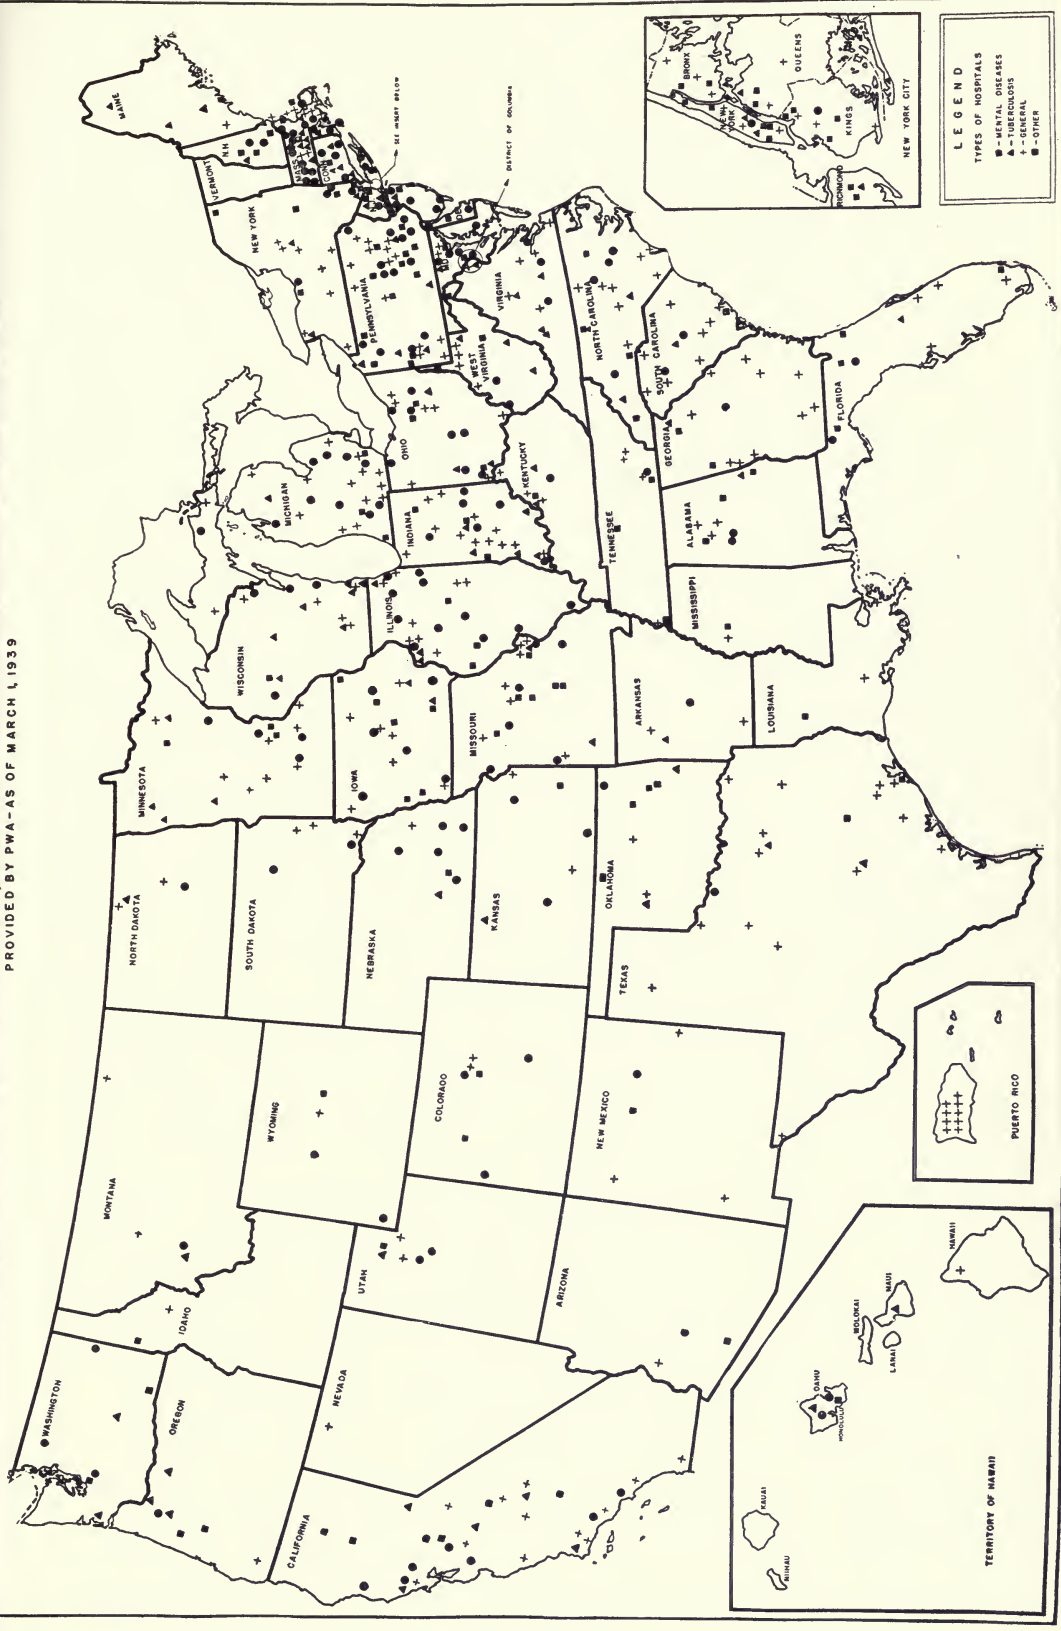 PROVIDED BY PWA-AS OF MARCH 1, 1939
WASHINGTON
OREGON
CALIFORNIA
NEVADA
IDAHO
MONTANA
WYOMING
UTAH
ARIZONA
COLORADO
NEW MEXICO
NORTH DAKOTA
SOUTH DAKOTA
NEBRASKA
KANSAS
OKLAHOMA
TEXAS
MINNESOTA
IOWA
MISSOURI
ARKANSAS
LOUISIANA
WISCONSIN
ILLINOIS
MICHIGAN
INDIANA
OHIO
KENTUCKY
TENNESSEE
MISSISSIPPI
ALABAMA
GEORGIA
FLORIDA
SOUTH CAROLINA
NORTH CAROLINA
VIRGINIA
WEST
VIRGINIA
PENNSYLVANIA
NEW YORK
VERMONT
N.H.
MAINE
MASS.
CONN.
N.J.
DEL.
MD.
SEE INSERT BELOW
DISTRICT OF COLUMBIA
BRONX
NEW
YORK
QUEENS
KINGS
RICHMOND
NEW YORK CITY
LEGEND
TYPES OF HOSPITALS
- MENTAL DISEASES
- TUBERCULOSIS
- GENERAL
- OTHER
PUERTO RICO
NIIHAU
KAUAI
OAHU
HONOLULU
MOLOKAI
LANAI
MAUI
HAWAII
TERRITORY OF HAWAII